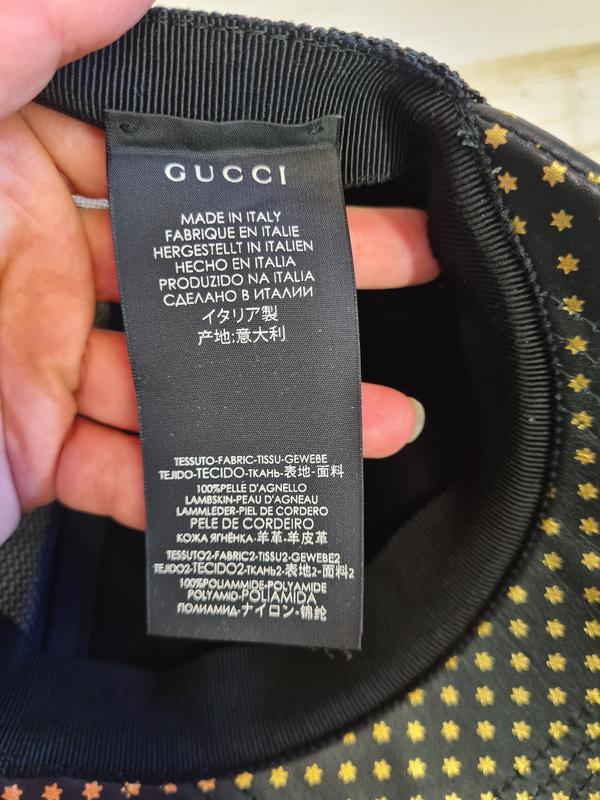 GUCCI
MADE IN ITALY
FABRIQUE EN ITALIE
HERGESTELLT IN ITALIEN
HECHO EN ITALIA
PRODUZIDO NA ITALIA
СДЕЛАНО В ИТАЛИИ
イタリア製
产地:意大利
TESSUTO-FABRIC-TISSU-GEWEBE
TEJIDO-TECIDO-ТКАНЬ-表地-面料
100%PELLE D'AGNELLO
LAMBSKIN-PEAU D'AGNEAU
LAMMLEDER-PIEL DE CORDERO
PELE DE CORDEIRO
КОЖА ЯГНЁНКА-羊革-羊皮革
TESSUTO2-FABRIC2-TISSU2-GEWEBE2
TEJIDO2-TECIDO2-ТКАНЬ2-表地2-面料2
100%POLIAMMIDE-POLYAMIDE
POLYAMID-POLIAMIDA
ПОЛИАМИД-ナイロン-锦纶